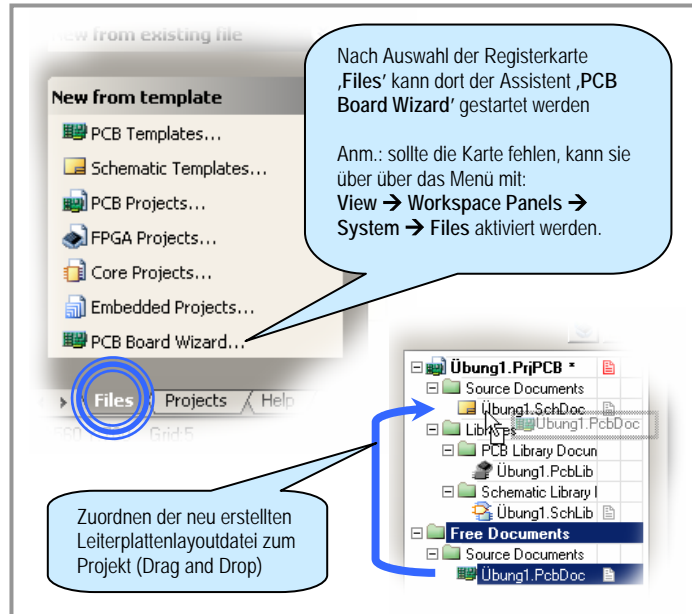 New from existing file
New from template
PCB Templates...
Schematic Templates...
PCB Projects...
FPGA Projects...
Core Projects...
Embedded Projects...
PCB Board Wizard...
Files Projects Help
Grid:5
Nach Auswahl der Registerkarte
‚Files' kann dort der Assistent ‚PCB
Board Wizard' gestartet werden
Anm.: sollte die Karte fehlen, kann sie
über über das Menü mit:
View → Workspace Panels →
System → Files aktiviert werden.
Übung1.PrjPCB *
Source Documents
Übung1.SchDoc
Übung1.PcbDoc
PCB Library Docun
Übung1.PcbLib
Schematic Library I
Übung1.SchLib
Free Documents
Source Documents
Übung1.PcbDoc
Zuordnen der neu erstellten
Leiterplattenlayoutdatei zum
Projekt (Drag and Drop)